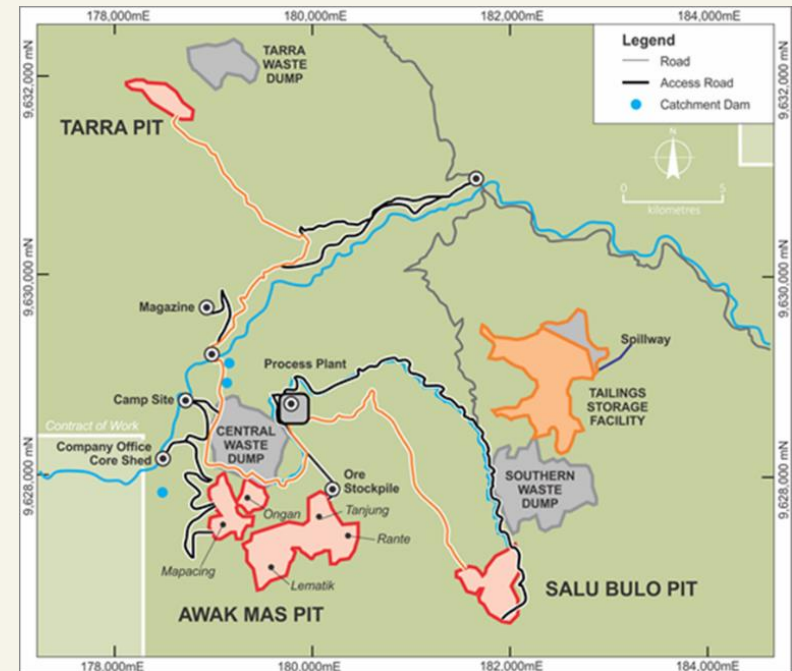 178,000mE
180,000mE
182,000mE
184,000mE
9,632,000 mN
9,632,000 mN
TARRA
WASTE
DUMP
Legend
Road
Access Road
Catchment Dam
TARRA PIT
N
0
5
kilometres
9,630,000 mN
9,630,000 mN
Magazine
Process Plant
Spillway
Camp Site
TAILINGS
STORAGE
FACILITY
Contract of Work
CENTRAL
WASTE
DUMP
Company Office
Core Shed
Ore
Stockpile
SOUTHERN
WASTE
DUMP
9,628,000 mN
9,628,000 mN
Ongan
Tanjung
Rante
Mapacing
Lematik
SALU BULO PIT
AWAK MAS PIT
178,000mE
180,000mE
182,000mE
184,000mE